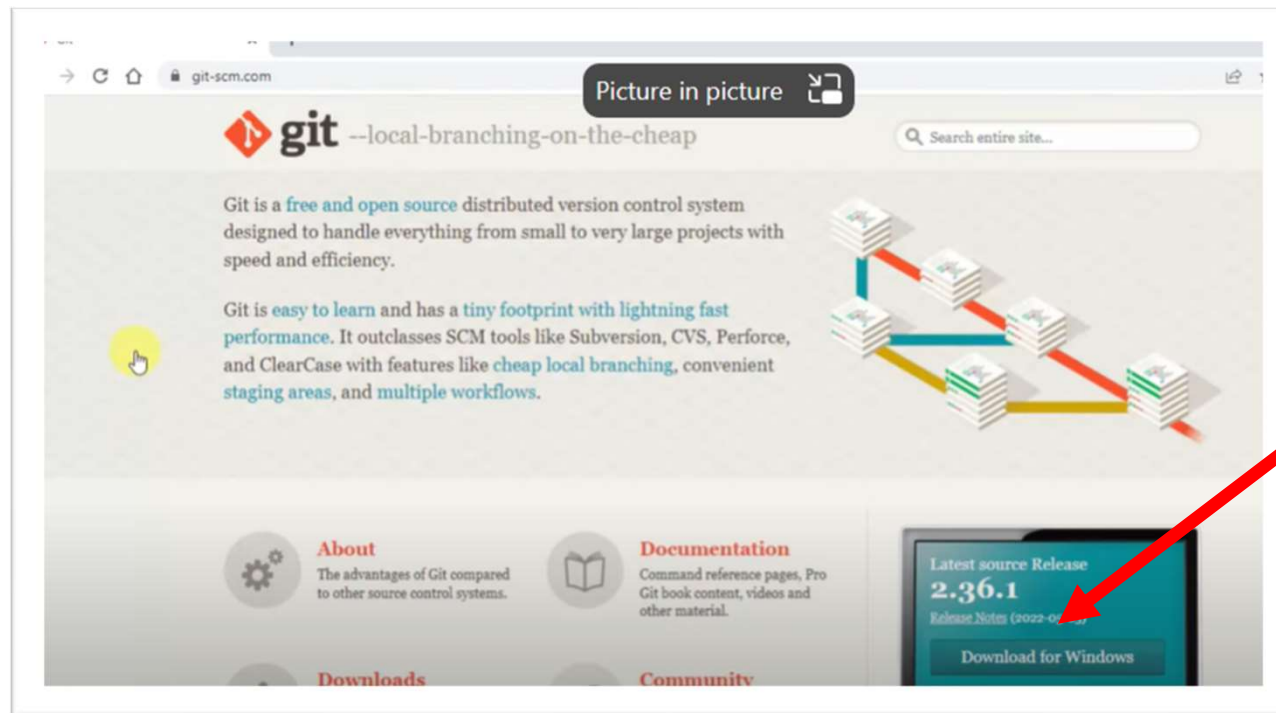 git-scm.com
Picture in picture
git --local-branching-on-the-cheap
Search entire site...
Git is a free and open source distributed version control system
designed to handle everything from small to very large projects with
speed and efficiency.
Git is easy to learn and has a tiny footprint with lightning fast
performance. It outclasses SCM tools like Subversion, CVS, Perforce,
and ClearCase with features like cheap local branching, convenient
staging areas, and multiple workflows.
About
The advantages of Git compared
to other source control systems.
Documentation
Command reference pages, Pro
Git book content, videos and
other material.
Latest source Release
2.36.1
Release Notes
Download for Windows
Downloads
Community